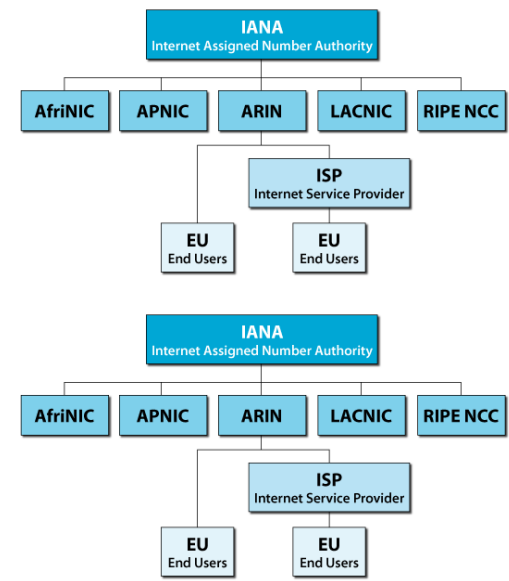 IANA
Internet Assigned Number Authority
AfriNIC APNIC ARIN LACNIC RIPE NCC
ISP
Internet Service Provider
EU EU
End Users End Users
IANA
Internet Assigned Number Authority
AfriNIC APNIC ARIN LACNIC RIPE NCC
ISP
Internet Service Provider
EU EU
End Users End Users